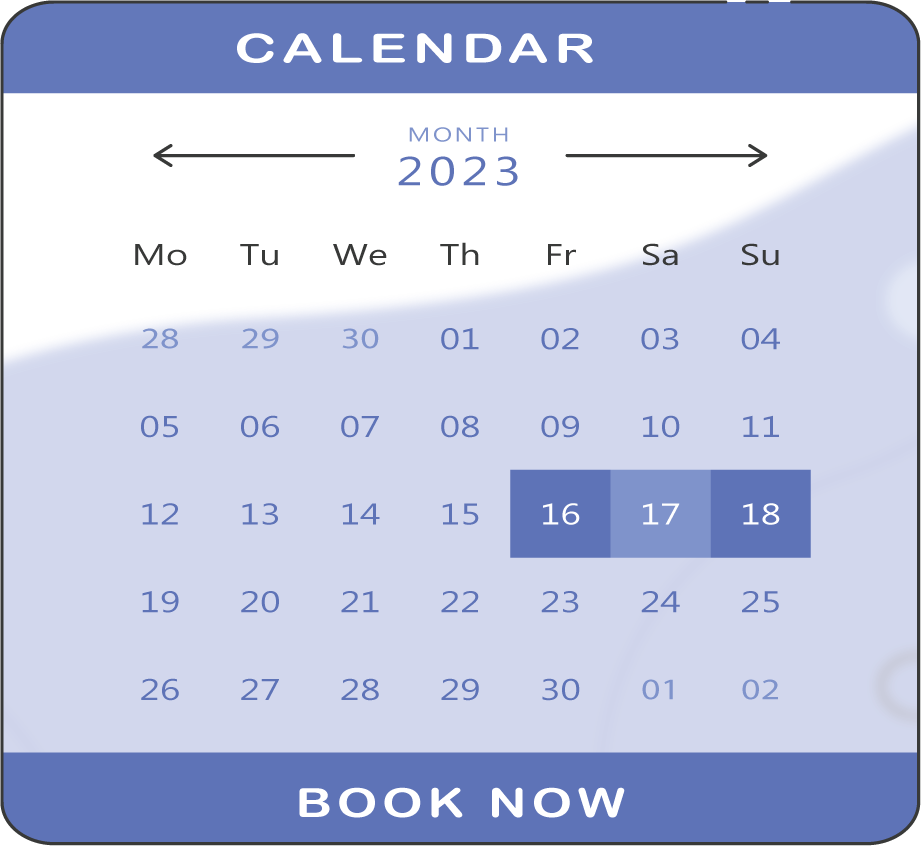 CALENDAR
MONTH
2023
Mo Tu We Th Fr Sa Su
28 29 30 01 02 03 04
05 06 07 08 09 10 11
12 13 14 15 16 17 18
19 20 21 22 23 24 25
26 27 28 29 30 01 02
BOOK NOW